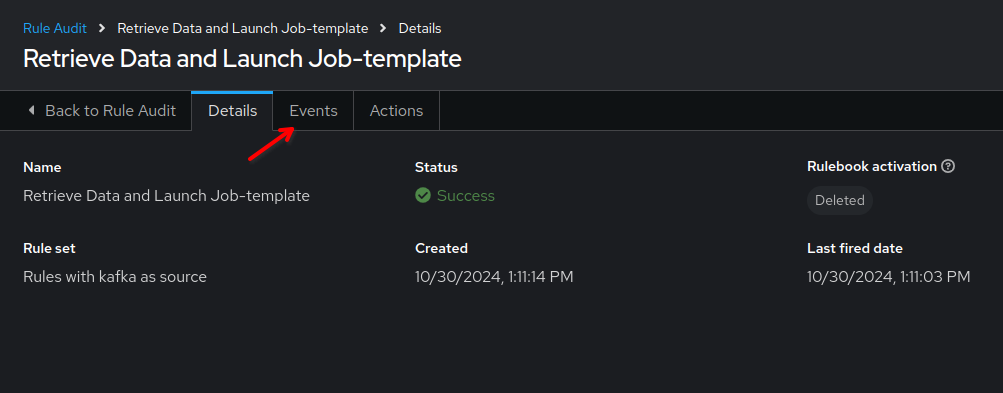 Rule Audit > Retrieve Data and Launch Job-template > Details
Retrieve Data and Launch Job-template
Back to Rule Audit Details Events Actions
Name Status Rulebook activation
Retrieve Data and Launch Job-template Success Deleted
Rule set Created Last fired date
Rules with kafka as source 10/30/2024, 1:11:14 PM 10/30/2024, 1:11:03 PM